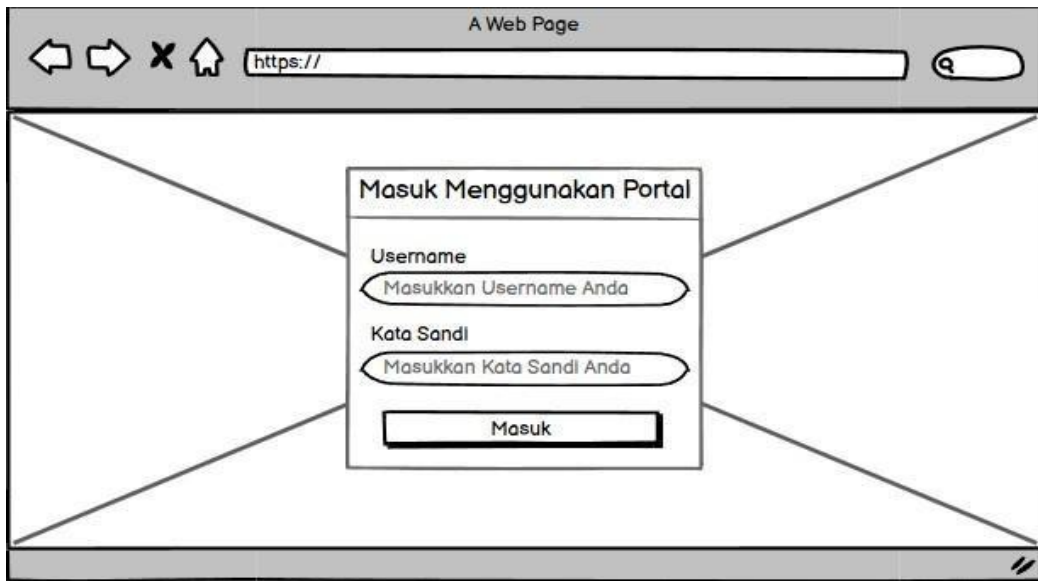 A Web Page
https://
Masuk Menggunakan Portal
Username
Masukkan Username Anda
Kata Sandi
Masukkan Kata Sandi Anda
Masuk